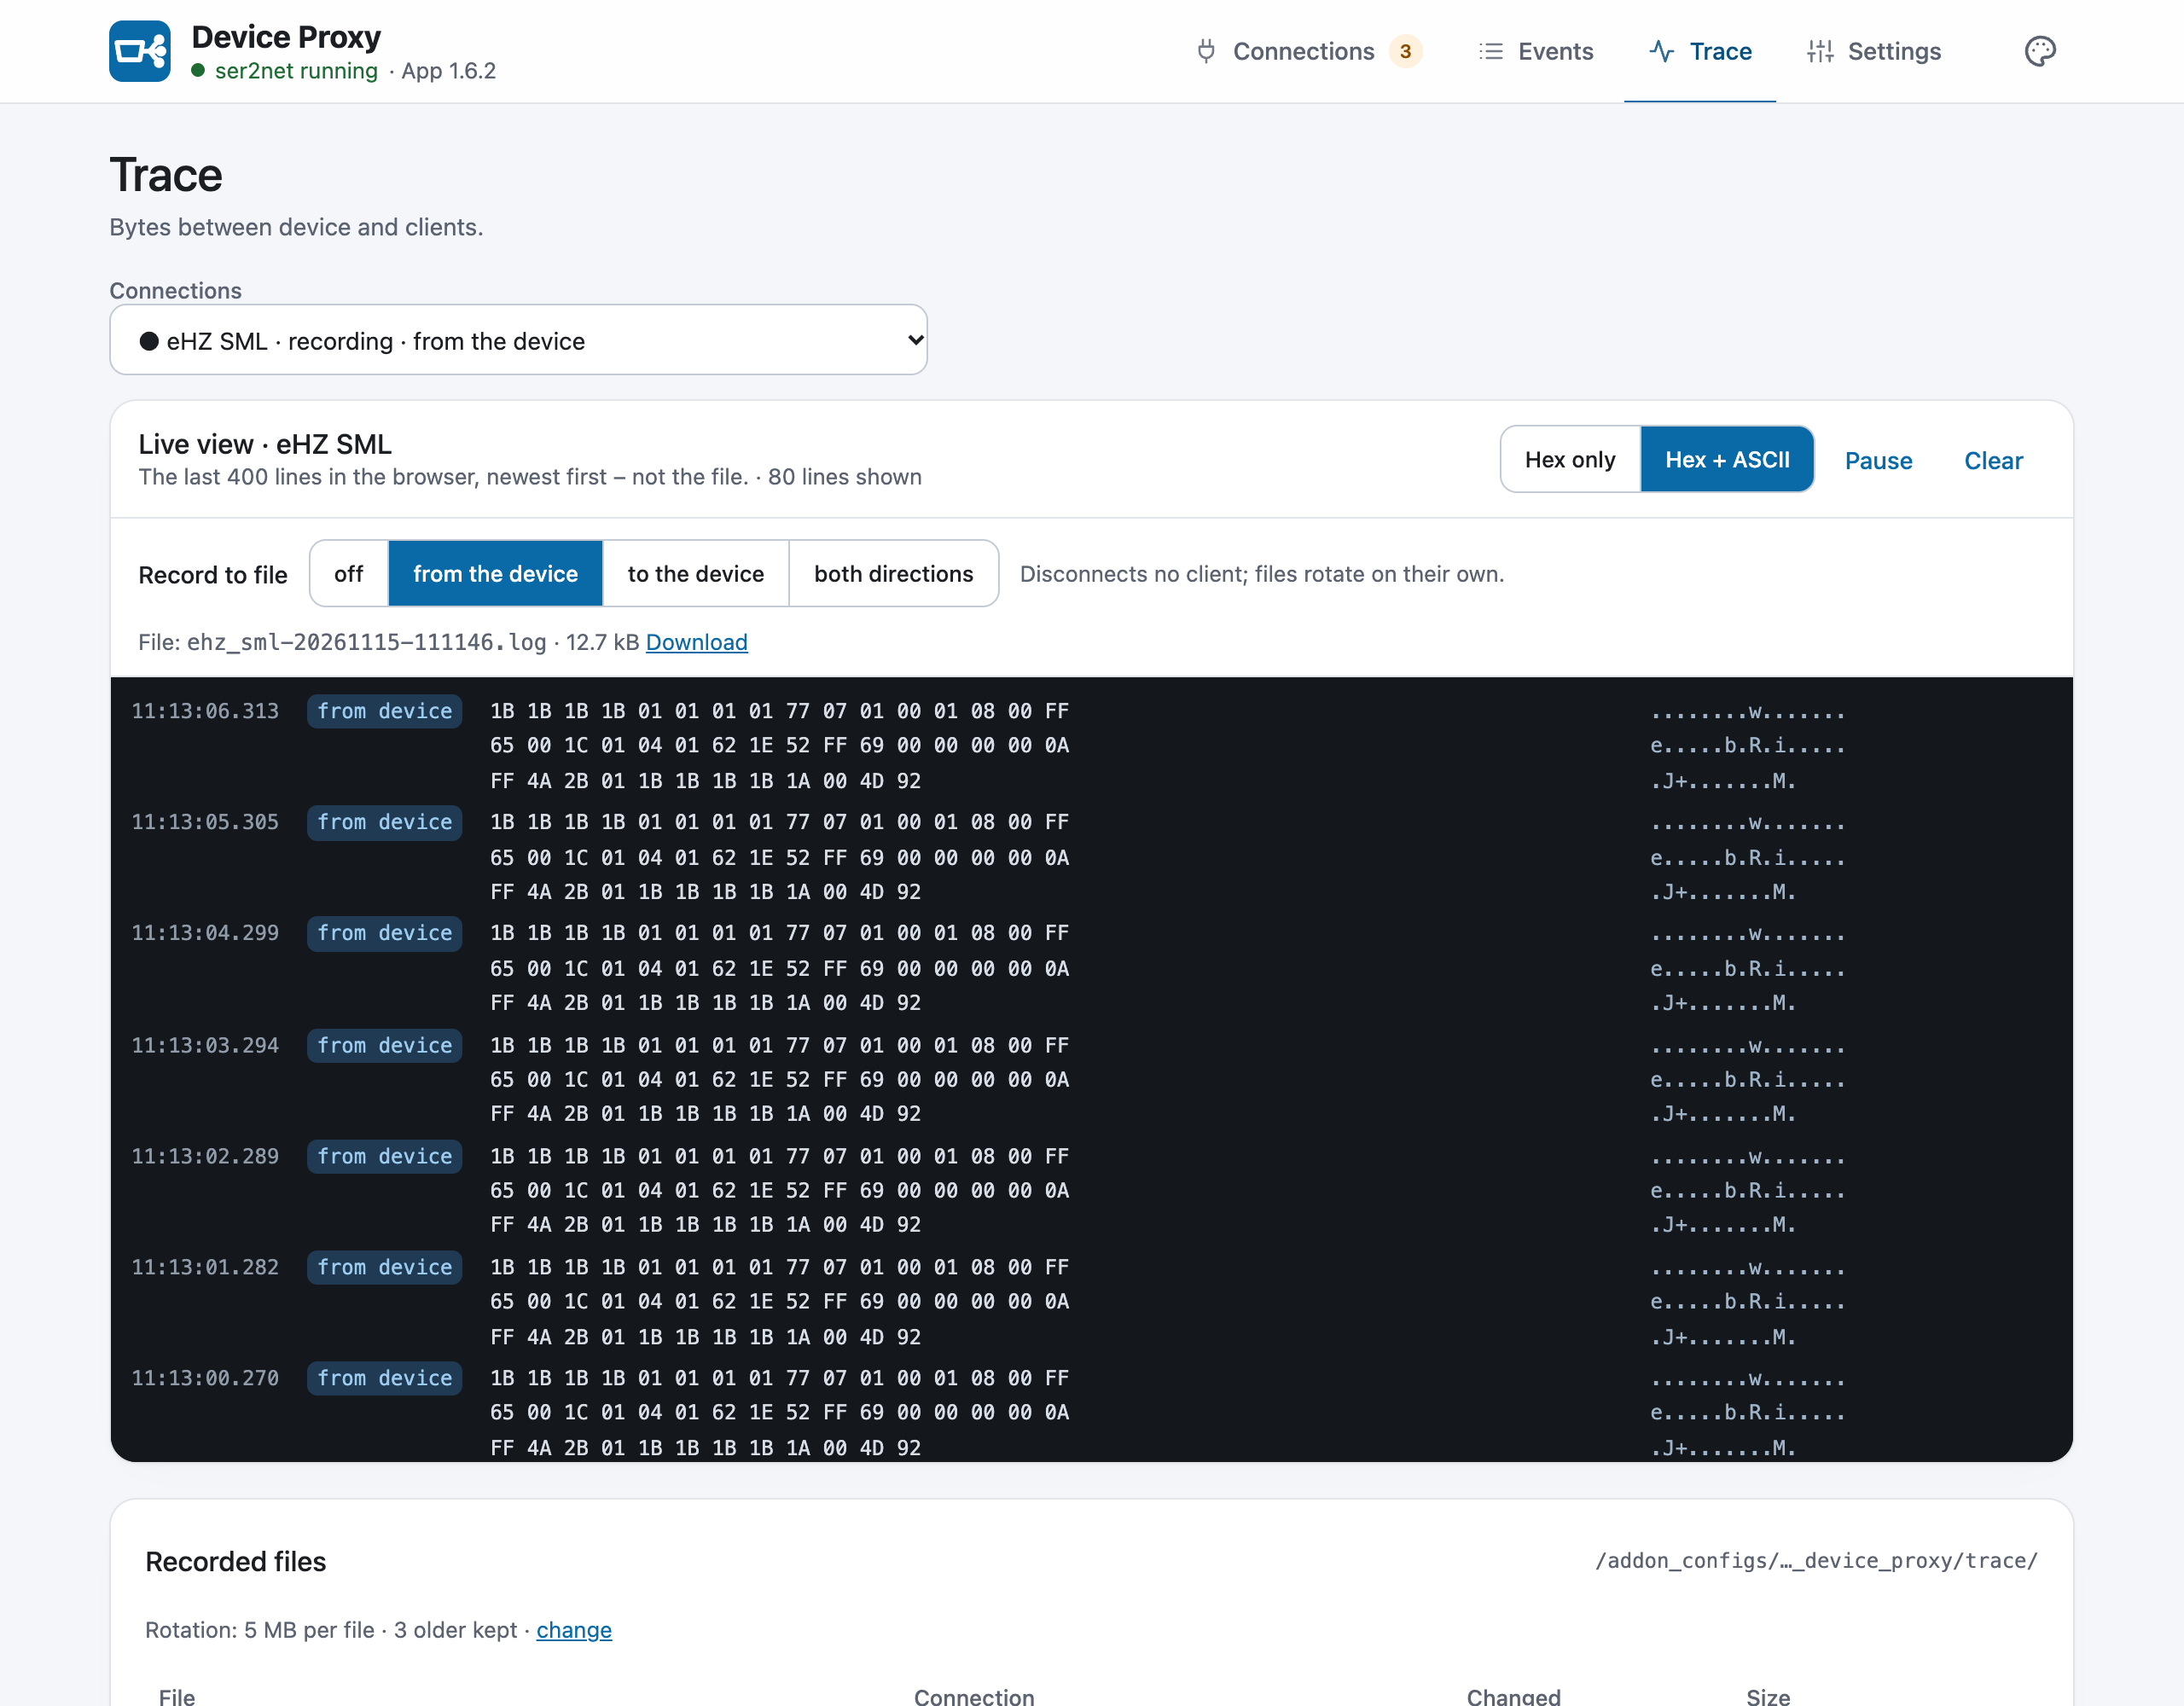 Device Proxy
ser2net running · App 1.6.2
Connections 3
Events
Trace
Settings
Trace
Bytes between device and clients.
Connections
● eHZ SML · recording · from the device
Live view · eHZ SML
The last 400 lines in the browser, newest first – not the file. · 80 lines shown
Hex only
Hex + ASCII
Pause
Clear
Record to file
off
from the device
to the device
both directions
Disconnects no client; files rotate on their own.
File: ehz_sml-20261115-111146.log · 12.7 kB Download
11:13:06.313 from device 1B 1B 1B 1B 01 01 01 01 77 07 01 00 01 08 00 FF ........w.......
65 00 1C 01 04 01 62 1E 52 FF 69 00 00 00 00 0A e.....b.R.i.....
FF 4A 2B 01 1B 1B 1B 1B 1A 00 4D 92 .J+.......M.
11:13:05.305 from device 1B 1B 1B 1B 01 01 01 01 77 07 01 00 01 08 00 FF ........w.......
65 00 1C 01 04 01 62 1E 52 FF 69 00 00 00 00 0A e.....b.R.i.....
FF 4A 2B 01 1B 1B 1B 1B 1A 00 4D 92 .J+.......M.
11:13:04.299 from device 1B 1B 1B 1B 01 01 01 01 77 07 01 00 01 08 00 FF ........w.......
65 00 1C 01 04 01 62 1E 52 FF 69 00 00 00 00 0A e.....b.R.i.....
FF 4A 2B 01 1B 1B 1B 1B 1A 00 4D 92 .J+.......M.
11:13:03.294 from device 1B 1B 1B 1B 01 01 01 01 77 07 01 00 01 08 00 FF ........w.......
65 00 1C 01 04 01 62 1E 52 FF 69 00 00 00 00 0A e.....b.R.i.....
FF 4A 2B 01 1B 1B 1B 1B 1A 00 4D 92 .J+.......M.
11:13:02.289 from device 1B 1B 1B 1B 01 01 01 01 77 07 01 00 01 08 00 FF ........w.......
65 00 1C 01 04 01 62 1E 52 FF 69 00 00 00 00 0A e.....b.R.i.....
FF 4A 2B 01 1B 1B 1B 1B 1A 00 4D 92 .J+.......M.
11:13:01.282 from device 1B 1B 1B 1B 01 01 01 01 77 07 01 00 01 08 00 FF ........w.......
65 00 1C 01 04 01 62 1E 52 FF 69 00 00 00 00 0A e.....b.R.i.....
FF 4A 2B 01 1B 1B 1B 1B 1A 00 4D 92 .J+.......M.
11:13:00.270 from device 1B 1B 1B 1B 01 01 01 01 77 07 01 00 01 08 00 FF ........w.......
65 00 1C 01 04 01 62 1E 52 FF 69 00 00 00 00 0A e.....b.R.i.....
FF 4A 2B 01 1B 1B 1B 1B 1A 00 4D 92 .J+.......M.
Recorded files
/addon_configs/…_device_proxy/trace/
Rotation: 5 MB per file · 3 older kept · change
File Connection Changed Size